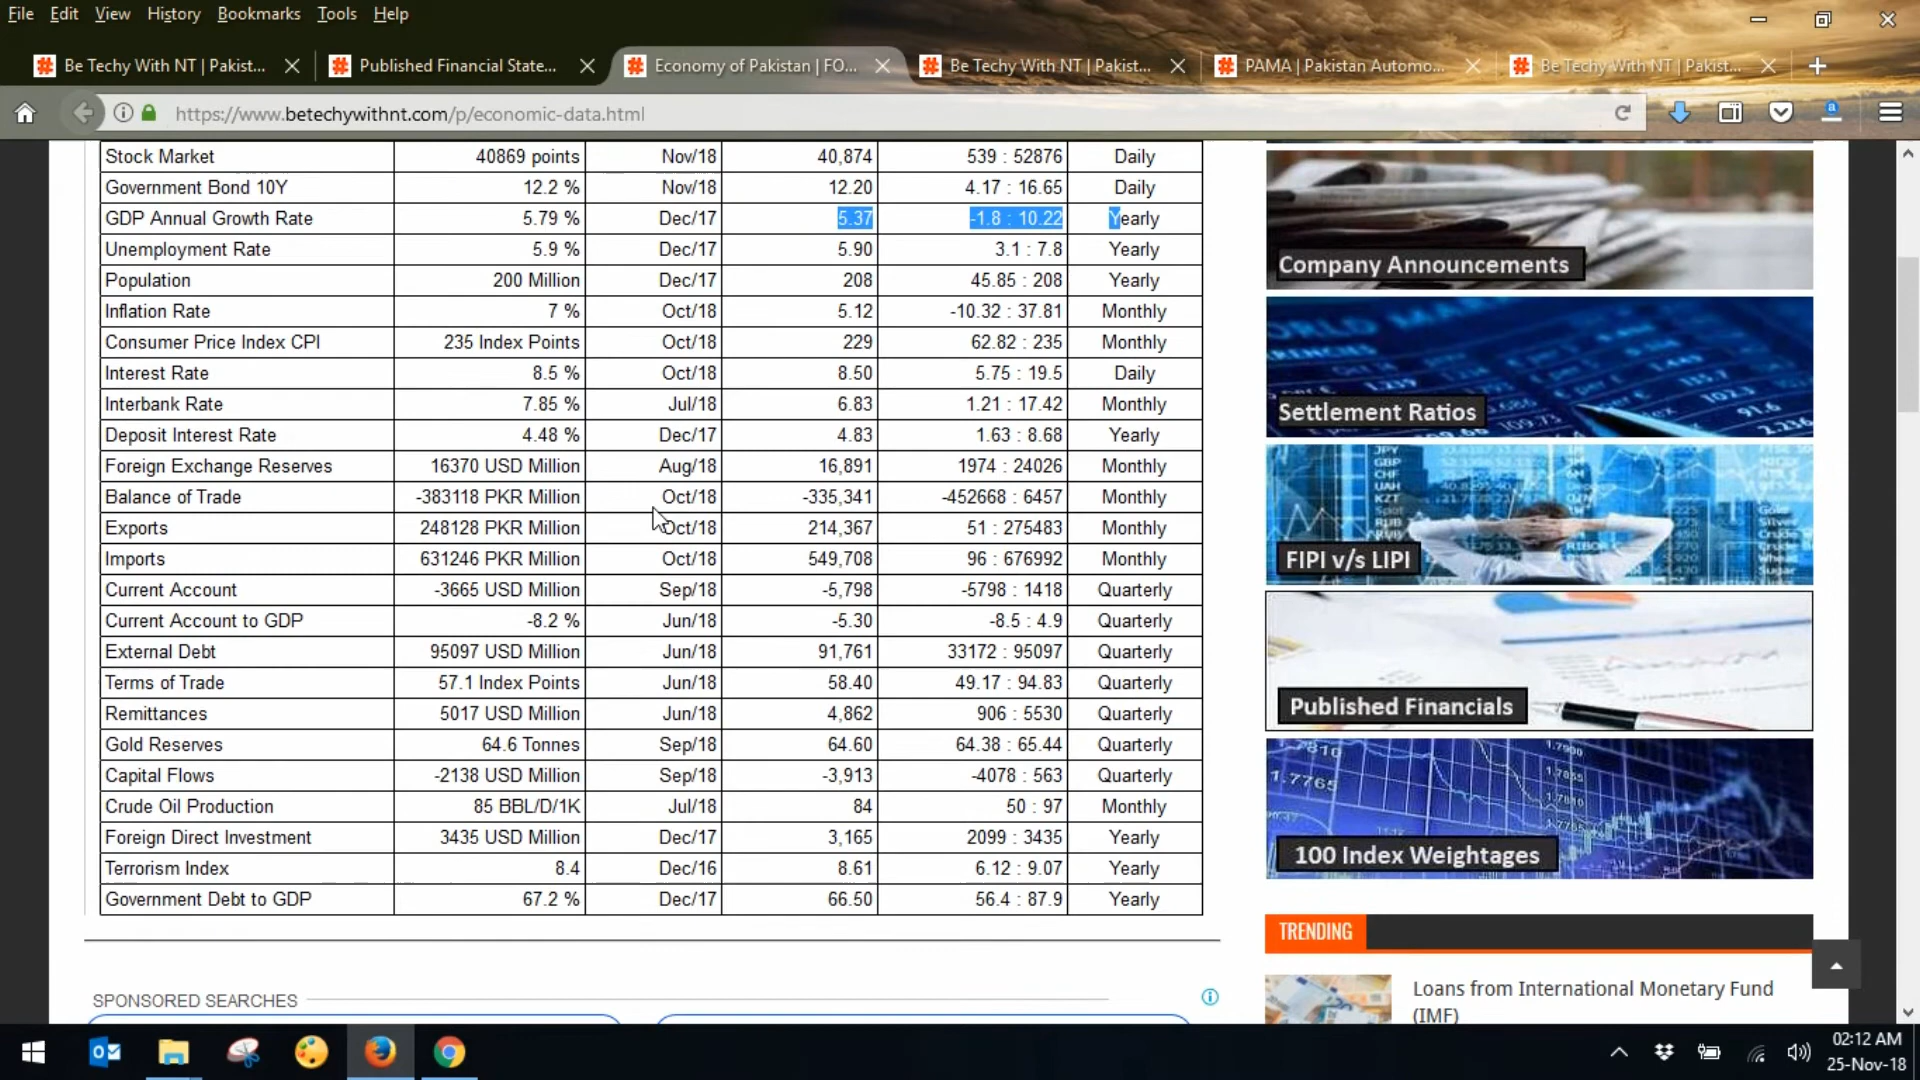 File Edit View History Bookmarks Tools Help
Be Techy With NT | Pakist...
Published Financial State...
Economy of Pakistan | FO...
Be Techy With NT | Pakist...
PAMA | Pakistan Automo...
Be Techy With NT | Pakist...
https://www.betechywithnt.com/p/economic-data.html
Stock Market 40869 points Nov/18 40,874 539 : 52876 Daily
Government Bond 10Y 12.2 % Nov/18 12.20 4.17 : 16.65 Daily
GDP Annual Growth Rate 5.79 % Dec/17 5.37 -1.8 : 10.22 Yearly
Unemployment Rate 5.9 % Dec/17 5.90 3.1 : 7.8 Yearly
Population 200 Million Dec/17 208 45.85 : 208 Yearly
Inflation Rate 7 % Oct/18 5.12 -10.32 : 37.81 Monthly
Consumer Price Index CPI 235 Index Points Oct/18 229 62.82 : 235 Monthly
Interest Rate 8.5 % Oct/18 8.50 5.75 : 19.5 Daily
Interbank Rate 7.85 % Jul/18 6.83 1.21 : 17.42 Monthly
Deposit Interest Rate 4.48 % Dec/17 4.83 1.63 : 8.68 Yearly
Foreign Exchange Reserves 16370 USD Million Aug/18 16,891 1974 : 24026 Monthly
Balance of Trade -383118 PKR Million Oct/18 -335,341 -452668 : 6457 Monthly
Exports 248128 PKR Million Oct/18 214,367 51 : 275483 Monthly
Imports 631246 PKR Million Oct/18 549,708 96 : 676992 Monthly
Current Account -3665 USD Million Sep/18 -5,798 -5798 : 1418 Quarterly
Current Account to GDP -8.2 % Jun/18 -5.30 -8.5 : 4.9 Quarterly
External Debt 95097 USD Million Jun/18 91,761 33172 : 95097 Quarterly
Terms of Trade 57.1 Index Points Jun/18 58.40 49.17 : 94.83 Quarterly
Remittances 5017 USD Million Jun/18 4,862 906 : 5530 Quarterly
Gold Reserves 64.6 Tonnes Sep/18 64.60 64.38 : 65.44 Quarterly
Capital Flows -2138 USD Million Sep/18 -3,913 -4078 : 563 Quarterly
Crude Oil Production 85 BBL/D/1K Jul/18 84 50 : 97 Monthly
Foreign Direct Investment 3435 USD Million Dec/17 3,165 2099 : 3435 Yearly
Terrorism Index 8.4 Dec/16 8.61 6.12 : 9.07 Yearly
Government Debt to GDP 67.2 % Dec/17 66.50 56.4 : 87.9 Yearly
SPONSORED SEARCHES
Company Announcements
Settlement Ratios
FIPI v/s LIPI
Published Financials
1.7765
100 Index Weightages
TRENDING
Loans from International Monetary Fund
(IMF)
02:12 AM
25-Nov-18